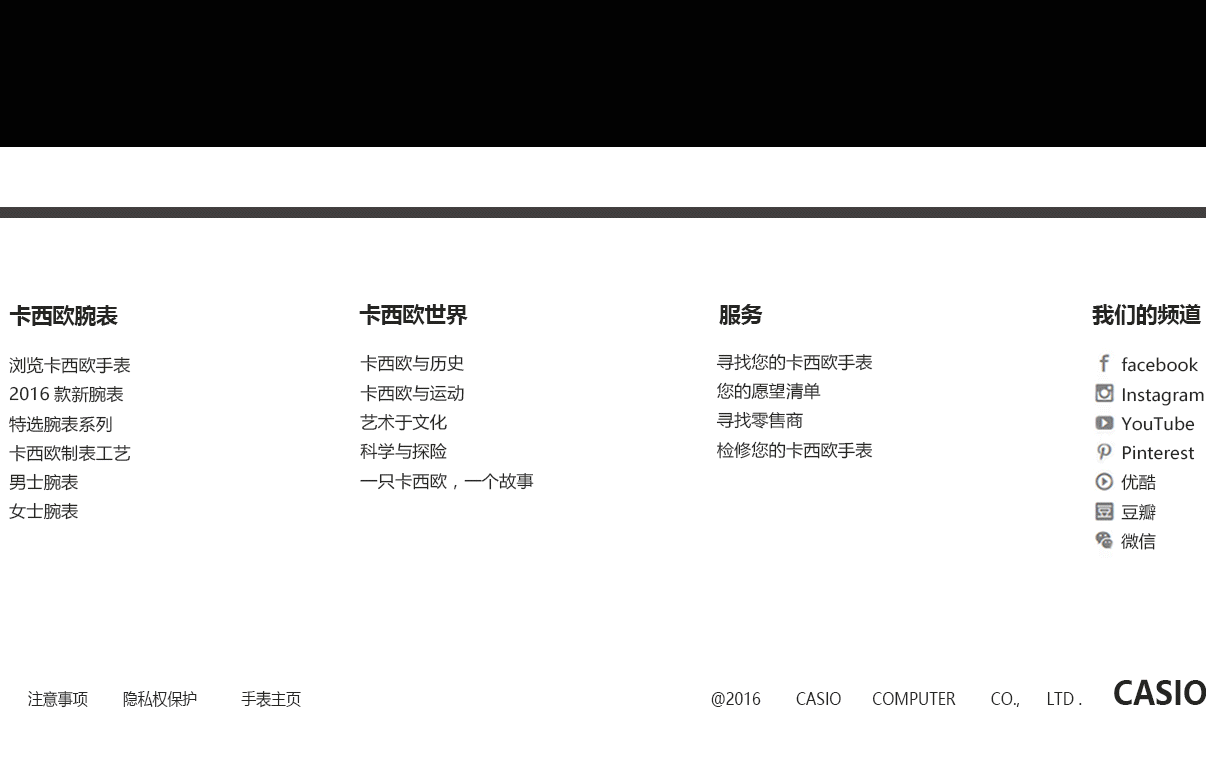 卡西欧腕表
浏览卡西欧手表
2016 款新腕表
特选腕表系列
卡西欧制表工艺
男士腕表
女士腕表
卡西欧世界
卡西欧与历史
卡西欧与运动
艺术于文化
科学与探险
一只卡西欧，一个故事
服务
寻找您的卡西欧手表
您的愿望清单
寻找零售商
检修您的卡西欧手表
我们的频道
facebook
Instagram
YouTube
Pinterest
优酷
豆瓣
微信
注意事项 隐私权保护 手表主页 @2016 CASIO COMPUTER CO., LTD . CASIO